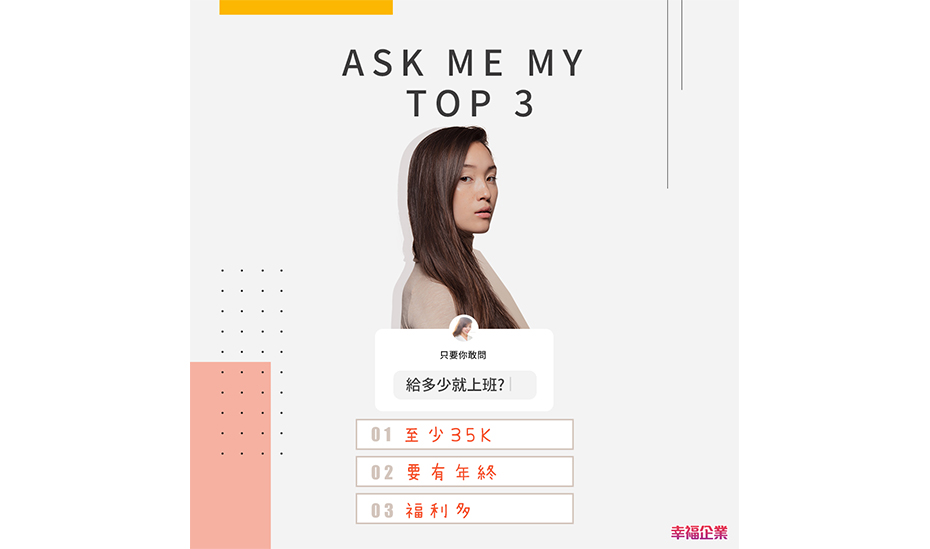 ASK ME MY
TOP 3
只要你敢問
給多少就上班?
01 至少35K
02 要有年終
03 福利多
幸福企業